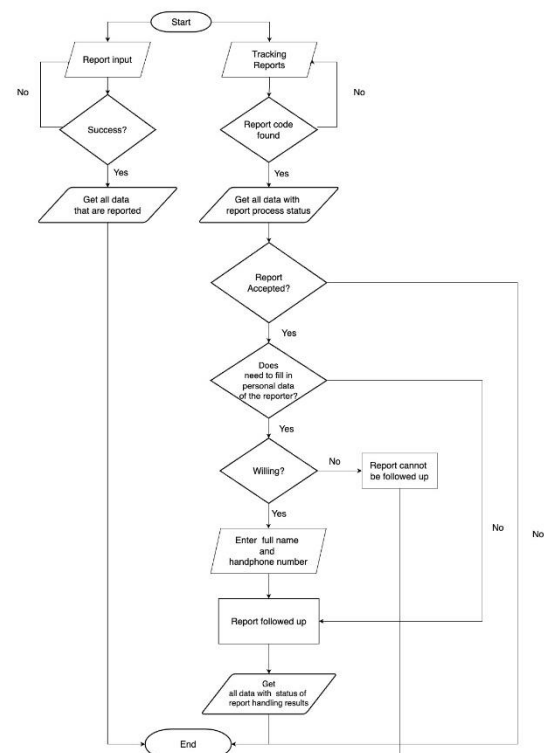 Start
Report input
Tracking
Reports
No
No
Success?
Report code
found
Yes
Yes
Get all data
that are reported
Get all data with
report process status
Report
Accepted?
Yes
Does
need to fill in
personal data
of the reporter?
Yes
Willing?
No
Report cannot
be followed up
Yes
No
No
Enter full name
and
handphone number
Report followed up
Get
all data with status of
report handling results
End